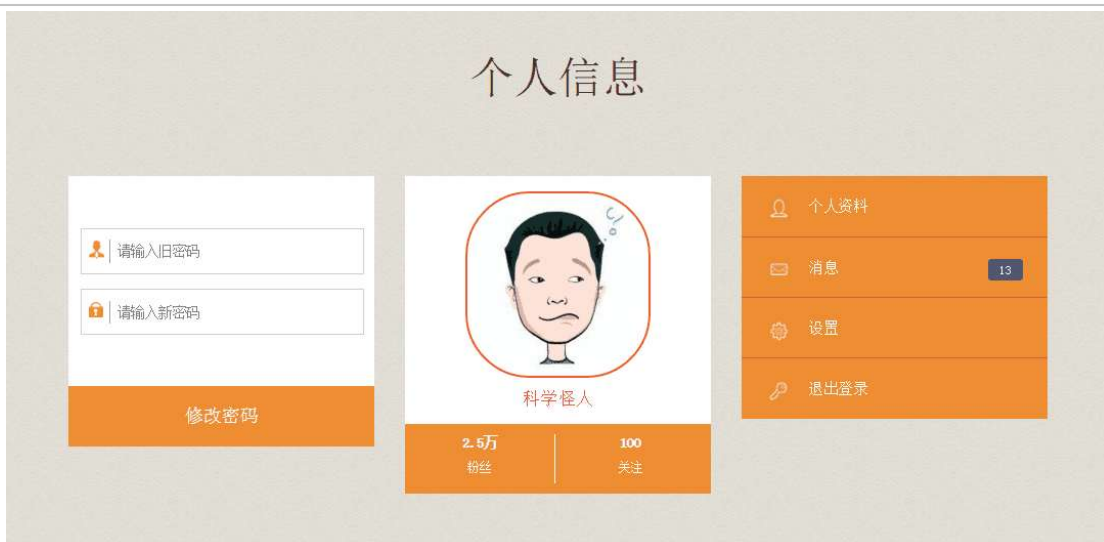 个人信息
请输入旧密码
请输入新密码
修改密码
科学怪人
2.5万
粉丝
100
关注
个人资料
消息
13
设置
退出登录